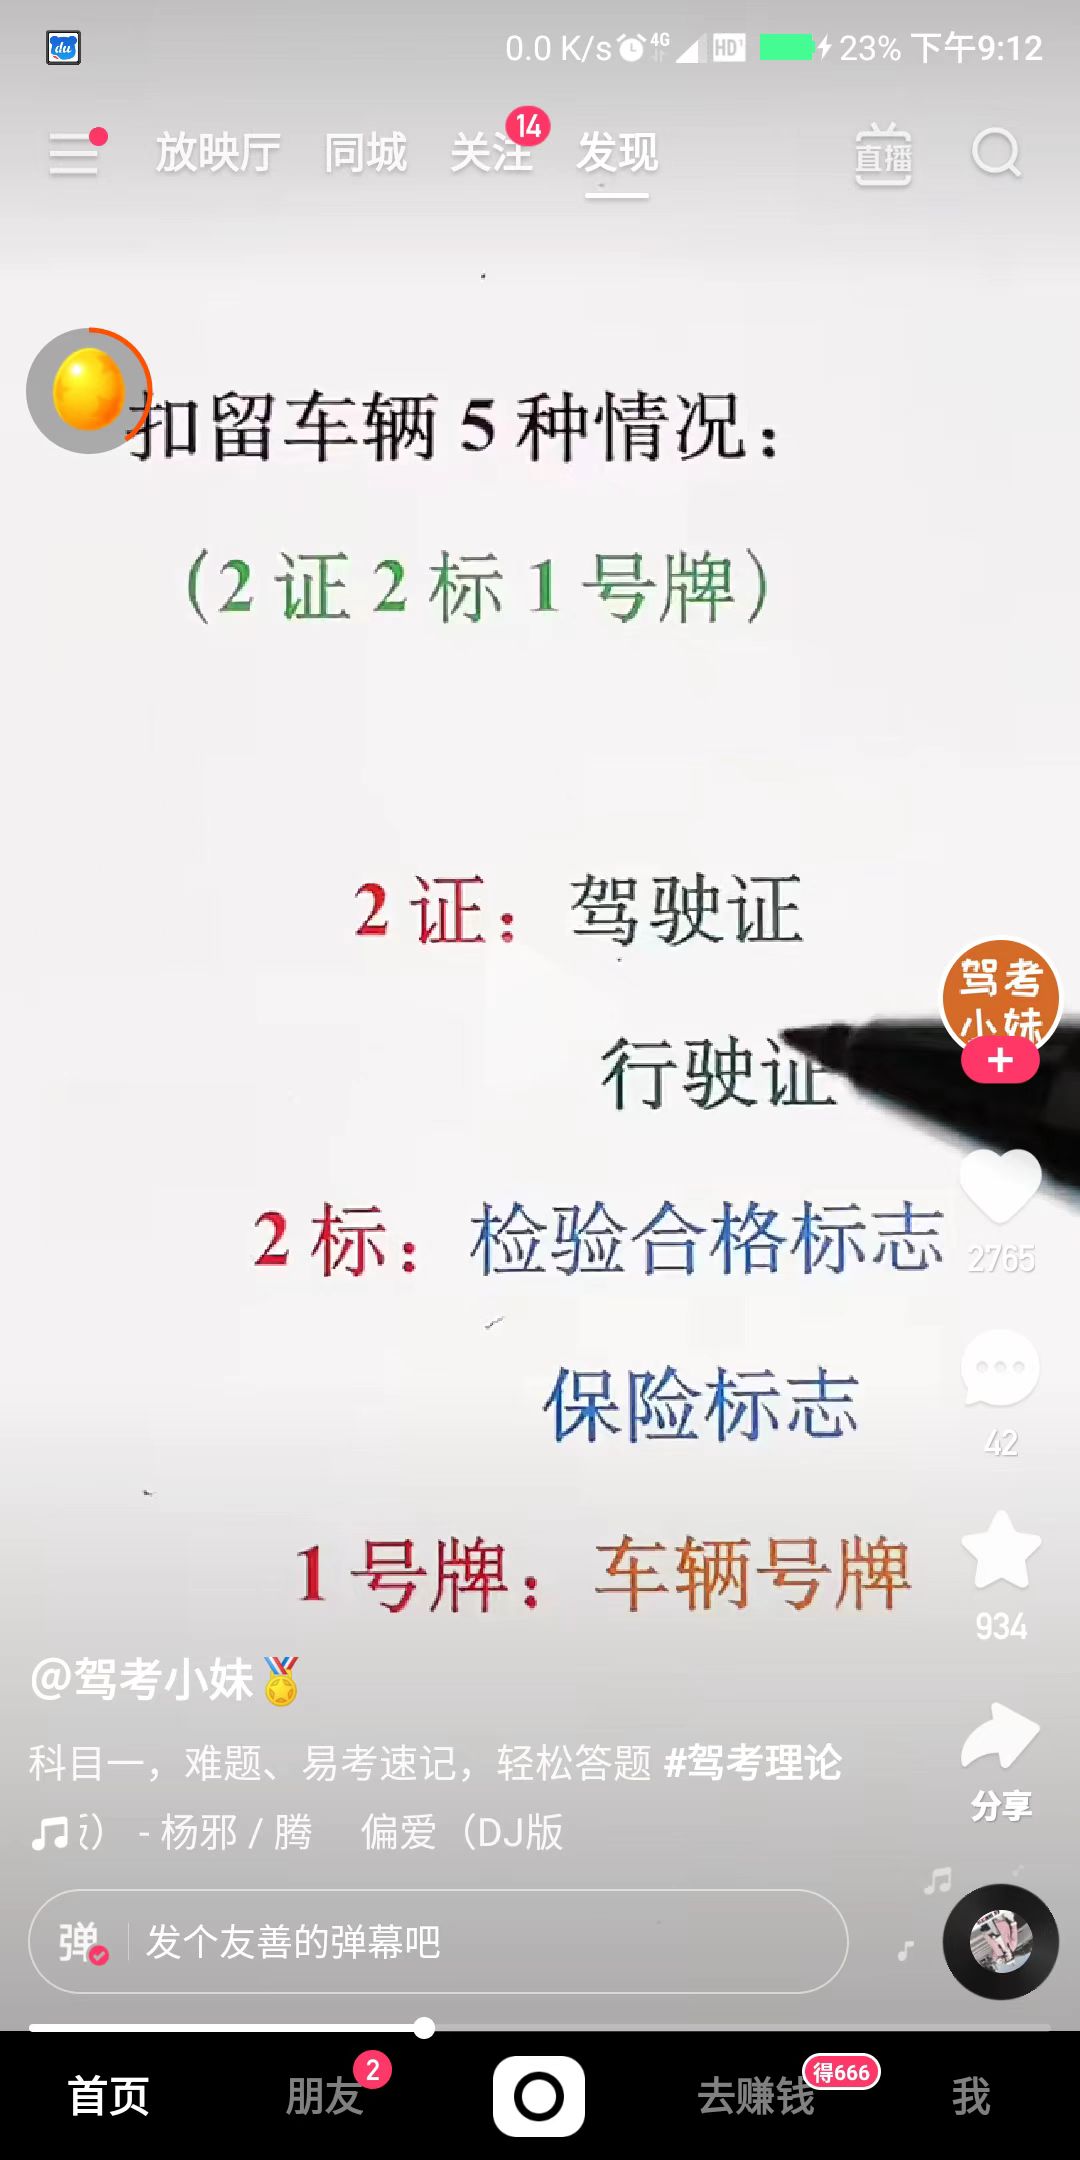 du
0.0 K/s 4G HD 23% 下午9:12
放映厅 同城 关注 14 发现 直播
扣留车辆 5 种情况：
（2 证 2 标 1 号牌）
2 证： 驾驶证
驾考
小妹
行驶证
2 标： 检验合格标志
2765
保险标志
42
1 号牌： 车辆号牌
934
@驾考小妹
科目一，难题、易考速记，轻松答题 #驾考理论
分享
） - 杨邪 / 腾 偏爱（DJ版
弹 发个友善的弹幕吧
首页 朋友 2 去赚钱 得666 我